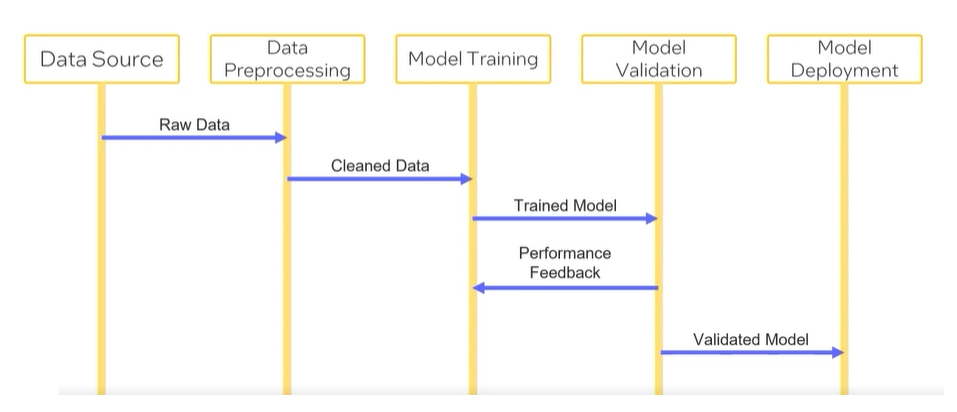 Data Source
Data
Preprocessing
Model Training
Model
Validation
Model
Deployment
Raw Data
Cleaned Data
Trained Model
Performance
Feedback
Validated Model